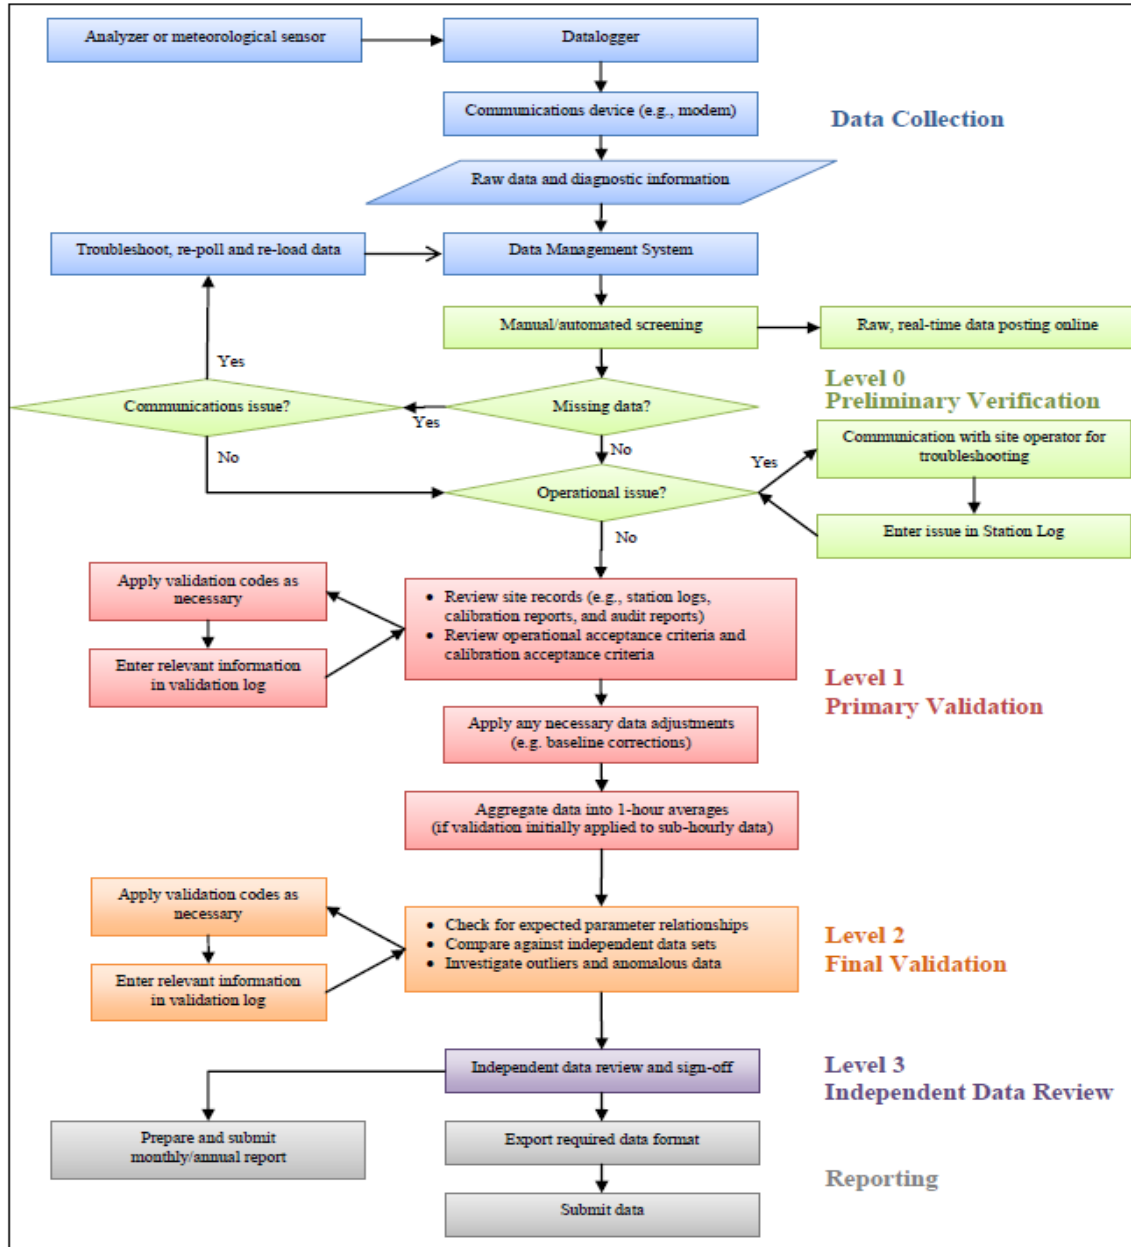 Analyzer or meteorological sensor
Datalogger
Communications device (e.g., modem)
Data Collection
Raw data and diagnostic information
Troubleshoot, re-poll and re-load data
Data Management System
Manual/automated screening
Raw, real-time data posting online
Yes
Level 0
Preliminary Verification
Communications issue?
Yes
Missing data?
No
No
Yes
Communication with site operator for
troubleshooting
Operational issue?
Enter issue in Station Log
No
Apply validation codes as
necessary
Enter relevant information
in validation log
• Review site records (e.g., station logs,
calibration reports, and audit reports)
• Review operational acceptance criteria and
calibration acceptance criteria
Level 1
Primary Validation
Apply any necessary data adjustments
(e.g. baseline corrections)
Aggregate data into 1-hour averages
(if validation initially applied to sub-hourly data)
Apply validation codes as
necessary
Enter relevant information
in validation log
• Check for expected parameter relationships
• Compare against independent data sets
• Investigate outliers and anomalous data
Level 2
Final Validation
Independent data review and sign-off
Level 3
Independent Data Review
Prepare and submit
monthly/annual report
Export required data format
Reporting
Submit data